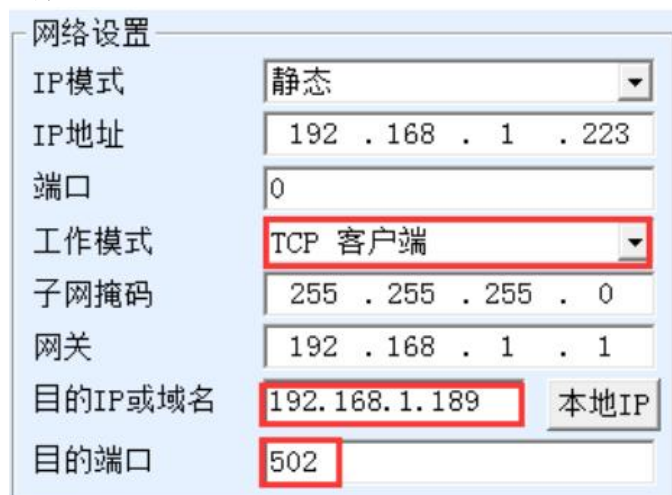 网络设置
IP模式 静态
IP地址 192 . 168 . 1 . 223
端口 0
工作模式 TCP 客户端
子网掩码 255 . 255 . 255 . 0
网关 192 . 168 . 1 . 1
目的IP或域名 192.168.1.189 本地IP
目的端口 502